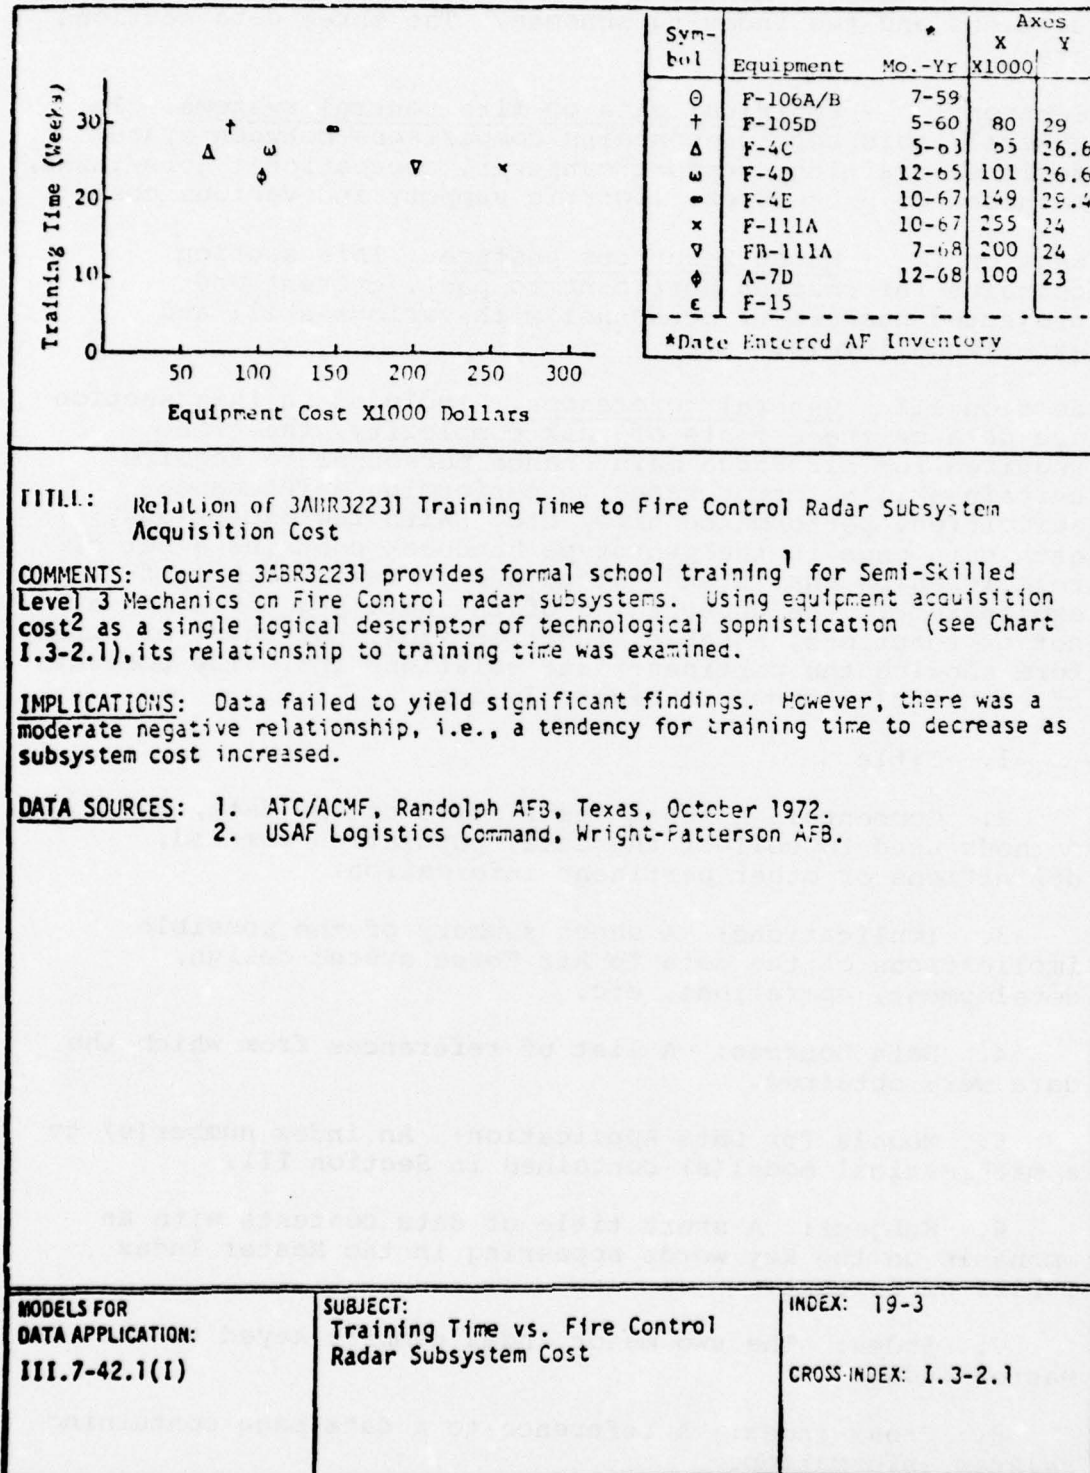 Sym-
bol Equipment * Mo.-Yr Axes
X Y
X1000
Θ F-106A/B 7-59
† F-105D 5-60 80 29
Δ F-4C 5-63 65 26.6
ω F-4D 12-65 101 26.6
∞ F-4E 10-67 149 29.4
x F-111A 10-67 255 24
∇ FB-111A 7-68 200 24
ϕ A-7D 12-68 100 23
ε F-15
*Date Entered AF Inventory
Training Time (Weeks)
30
20
10
0
50 100 150 200 250 300
Equipment Cost X1000 Dollars
TITLE: Relation of 3ABR32231 Training Time to Fire Control Radar Subsystem
Acquisition Cost
COMMENTS: Course 3ABR32231 provides formal school training1 for Semi-Skilled
Level 3 Mechanics on Fire Control radar subsystems. Using equipment acquisition
cost2 as a single logical descriptor of technological sophistication (see Chart
I.3-2.1),its relationship to training time was examined.
IMPLICATIONS: Data failed to yield significant findings. However, there was a
moderate negative relationship, i.e., a tendency for training time to decrease as
subsystem cost increased.
DATA SOURCES: 1. ATC/ACMF, Randolph AFB, Texas, October 1972.
2. USAF Logistics Command, Wright-Patterson AFB.
MODELS FOR
DATA APPLICATION:
III.7-42.1(I)
SUBJECT:
Training Time vs. Fire Control
Radar Subsystem Cost
INDEX: 19-3
CROSS-INDEX: I.3-2.1